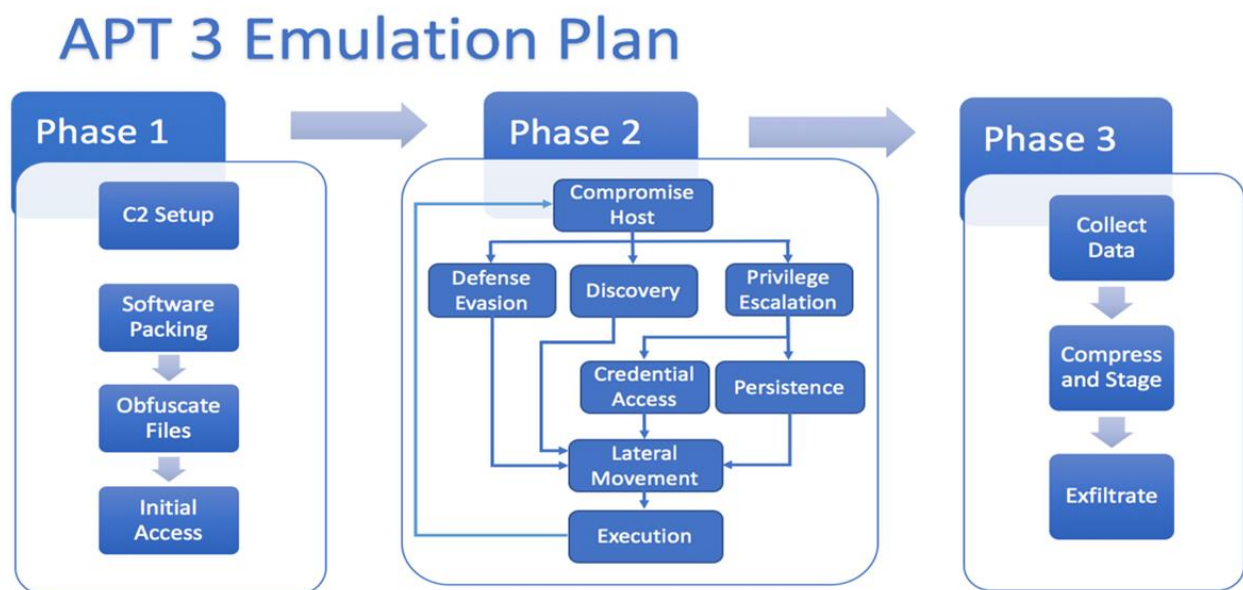 APT 3 Emulation Plan
Phase 1
C2 Setup
Software
Packing
Obfuscate
Files
Initial
Access
Phase 2
Compromise
Host
Defense
Evasion
Discovery
Privilege
Escalation
Credential
Access
Persistence
Lateral
Movement
Execution
Phase 3
Collect
Data
Compress
and Stage
Exfiltrate